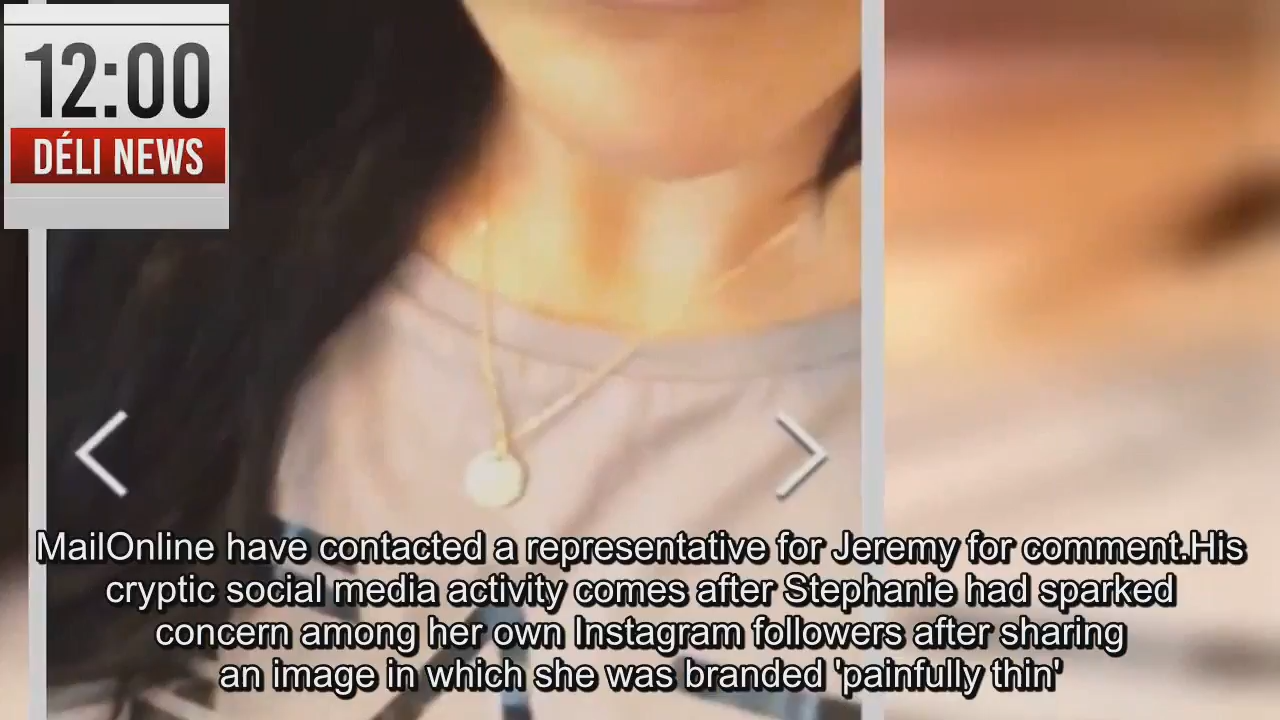 12:00
DÉLI NEWS
MailOnline have contacted a representative for Jeremy for comment.His
cryptic social media activity comes after Stephanie had sparked
concern among her own Instagram followers after sharing
an image in which she was branded 'painfully thin'